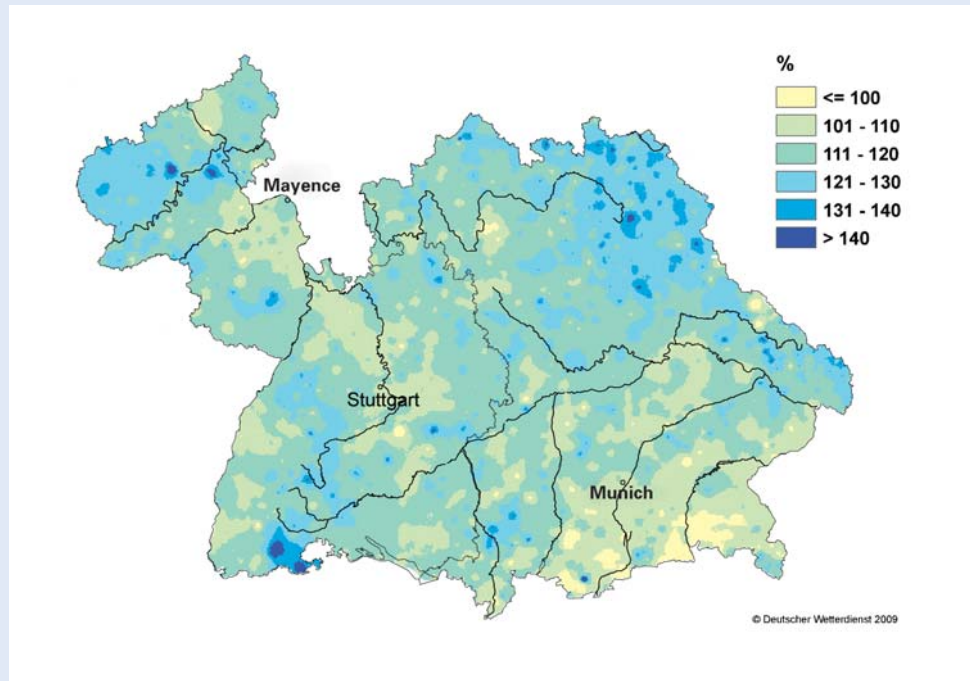 %
<= 100
101 - 110
111 - 120
121 - 130
131 - 140
> 140
Mayence
Stuttgart
Munich
© Deutscher Wetterdienst 2009